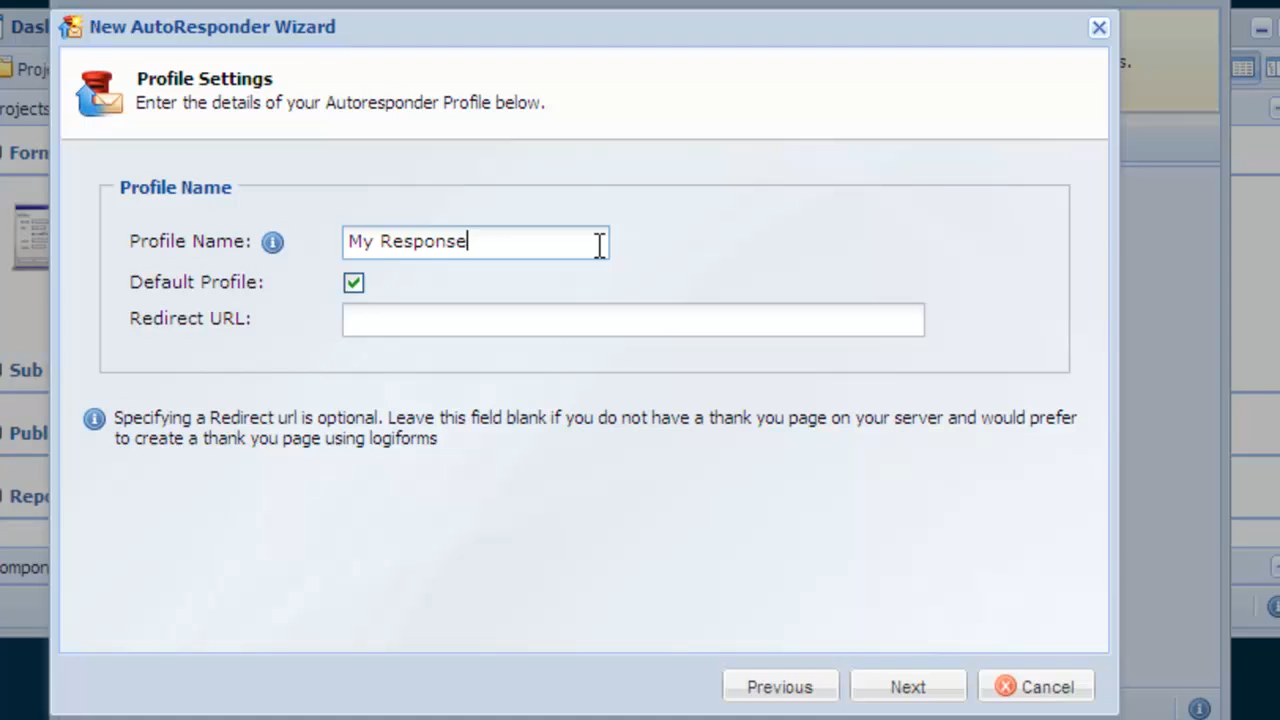 New AutoResponder Wizard
Profile Settings
Enter the details of your Autoresponder Profile below.
Profile Name
Profile Name: My Response
Default Profile:
Redirect URL:
Specifying a Redirect url is optional. Leave this field blank if you do not have a thank you page on your server and would prefer
to create a thank you page using logiforms
Previous Next Cancel
Sub